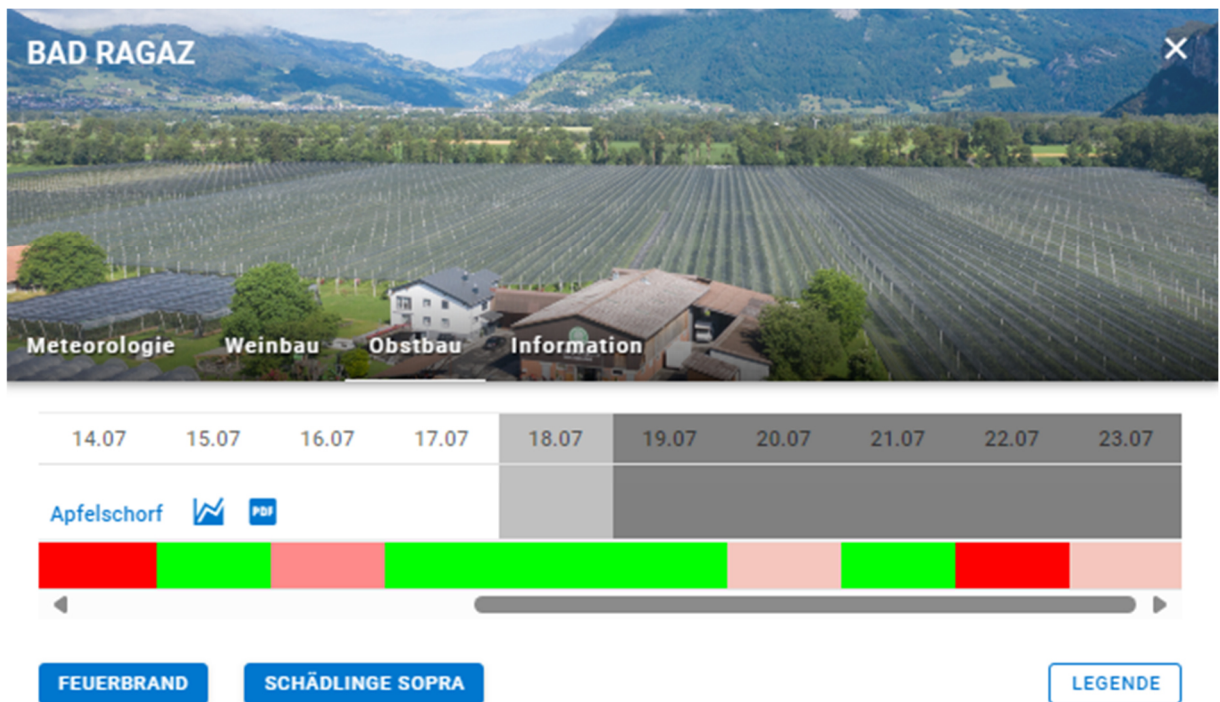 BAD RAGAZ
Meteorologie Weinbau Obstbau Information
14.07 15.07 16.07 17.07 18.07 19.07 20.07 21.07 22.07 23.07
Apfelschorf PDF
FEUERBRAND SCHÄDLINGE SOPRA LEGENDE